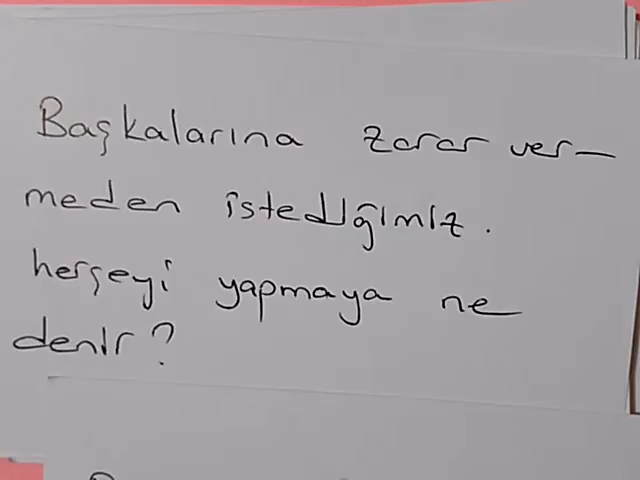 Başkalarına zarar ver-
meden istediğimiz.
herşeyi yapmaya ne
denir?